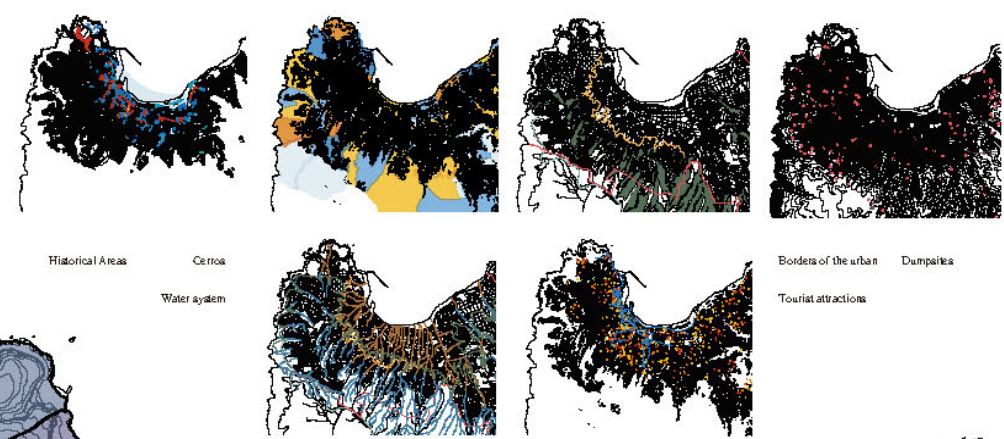 Historical Areas
Cerros
Borders of the urban
Dumpsites
Water system
Tourist attractions